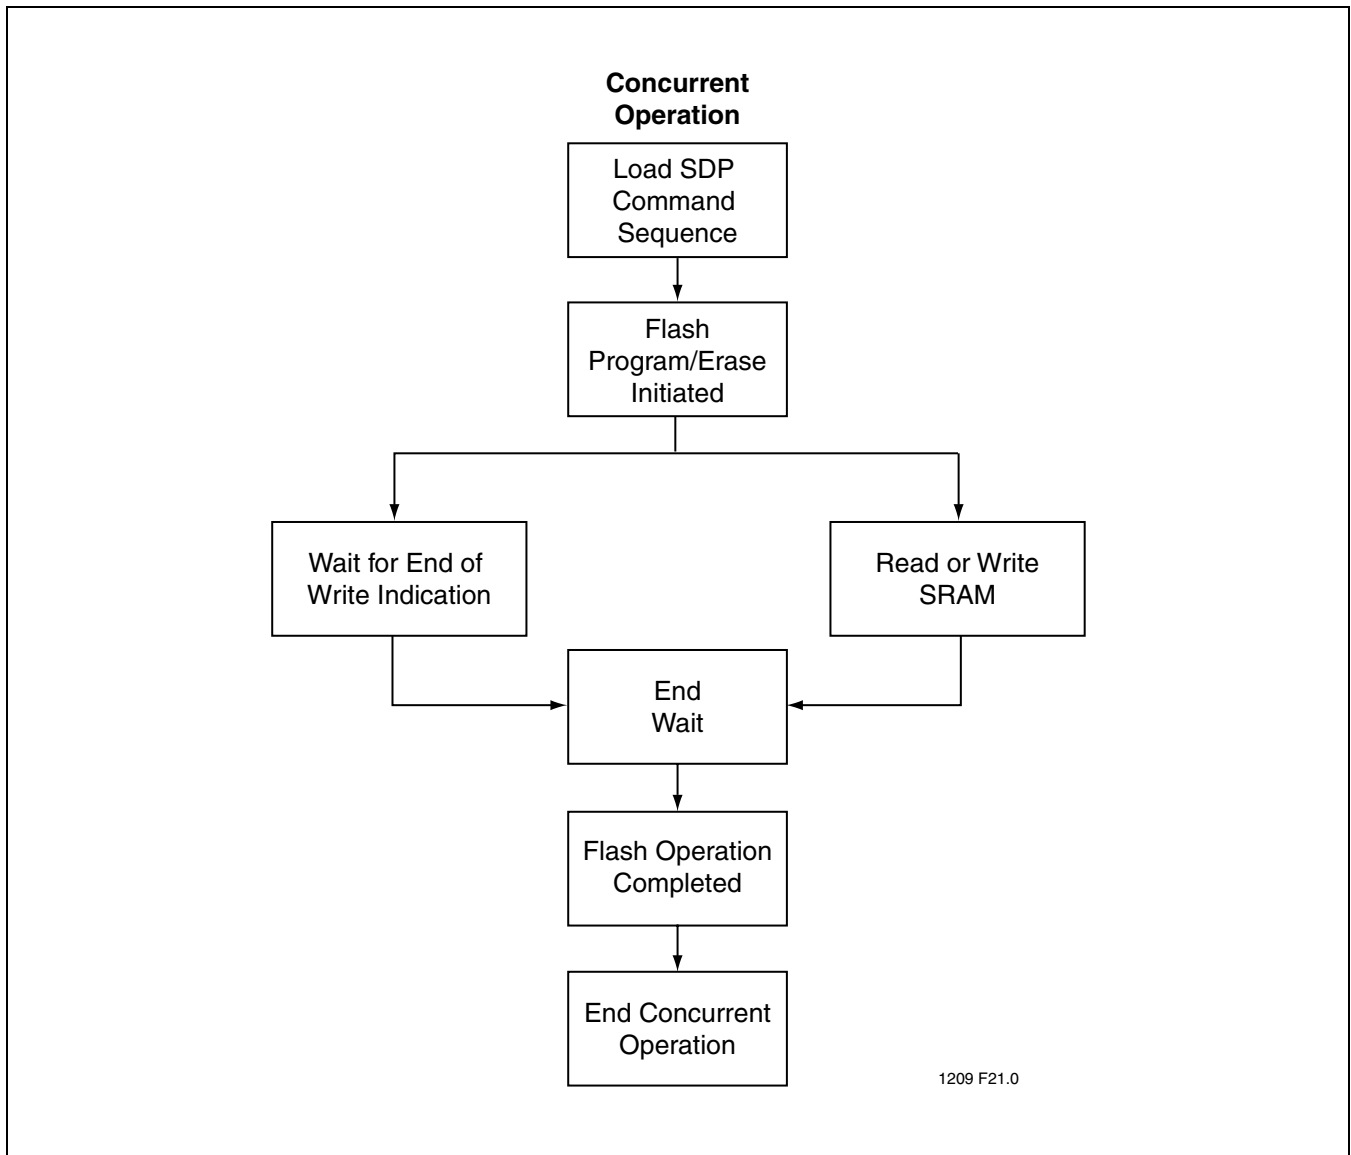 Concurrent
Operation
Load SDP
Command
Sequence
Flash
Program/Erase
Initiated
Wait for End of
Write Indication
Read or Write
SRAM
End
Wait
Flash Operation
Completed
End Concurrent
Operation
1209 F21.0